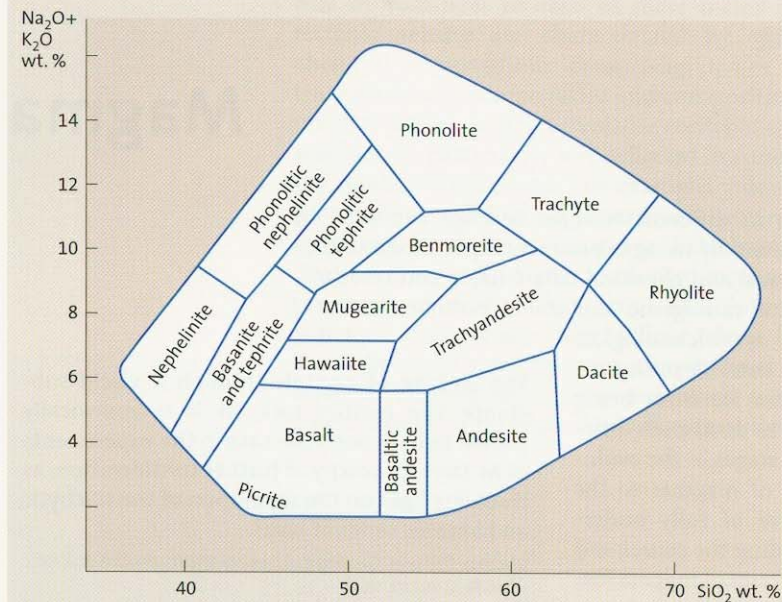 Na₂O+
K₂O
wt. %
14
12
10
8
6
4
40
50
60
70
SiO₂ wt. %
Phonolite
Trachyte
Phonolitic
nephelinite
Phonolitic
tephrite
Benmoreite
Rhyolite
Nephelinite
Basanite
and tephrite
Mugearite
Trachyandesite
Hawaiite
Dacite
Basalt
Basaltic
andesite
Andesite
Picrite
Magma